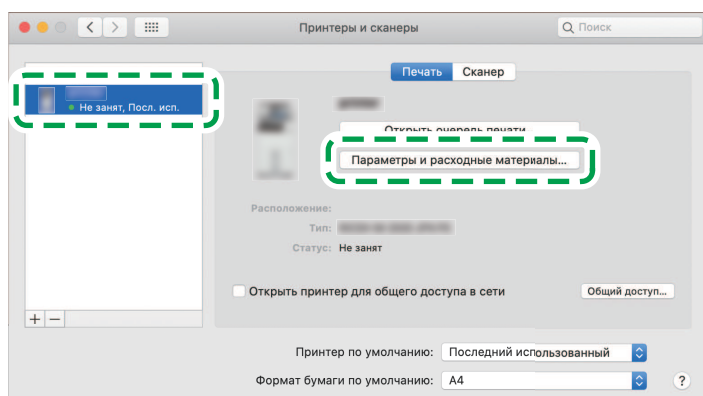 Принтеры и сканеры
Поиск
Печать Сканер
Не занят, Посл. исп.
Открыть очередь печати...
Параметры и расходные материалы...
Расположение:
Тип:
Статус: Не занят
Открыть принтер для общего доступа в сети
Общий доступ...
+ −
Принтер по умолчанию: Последний использованный
Формат бумаги по умолчанию: A4
?